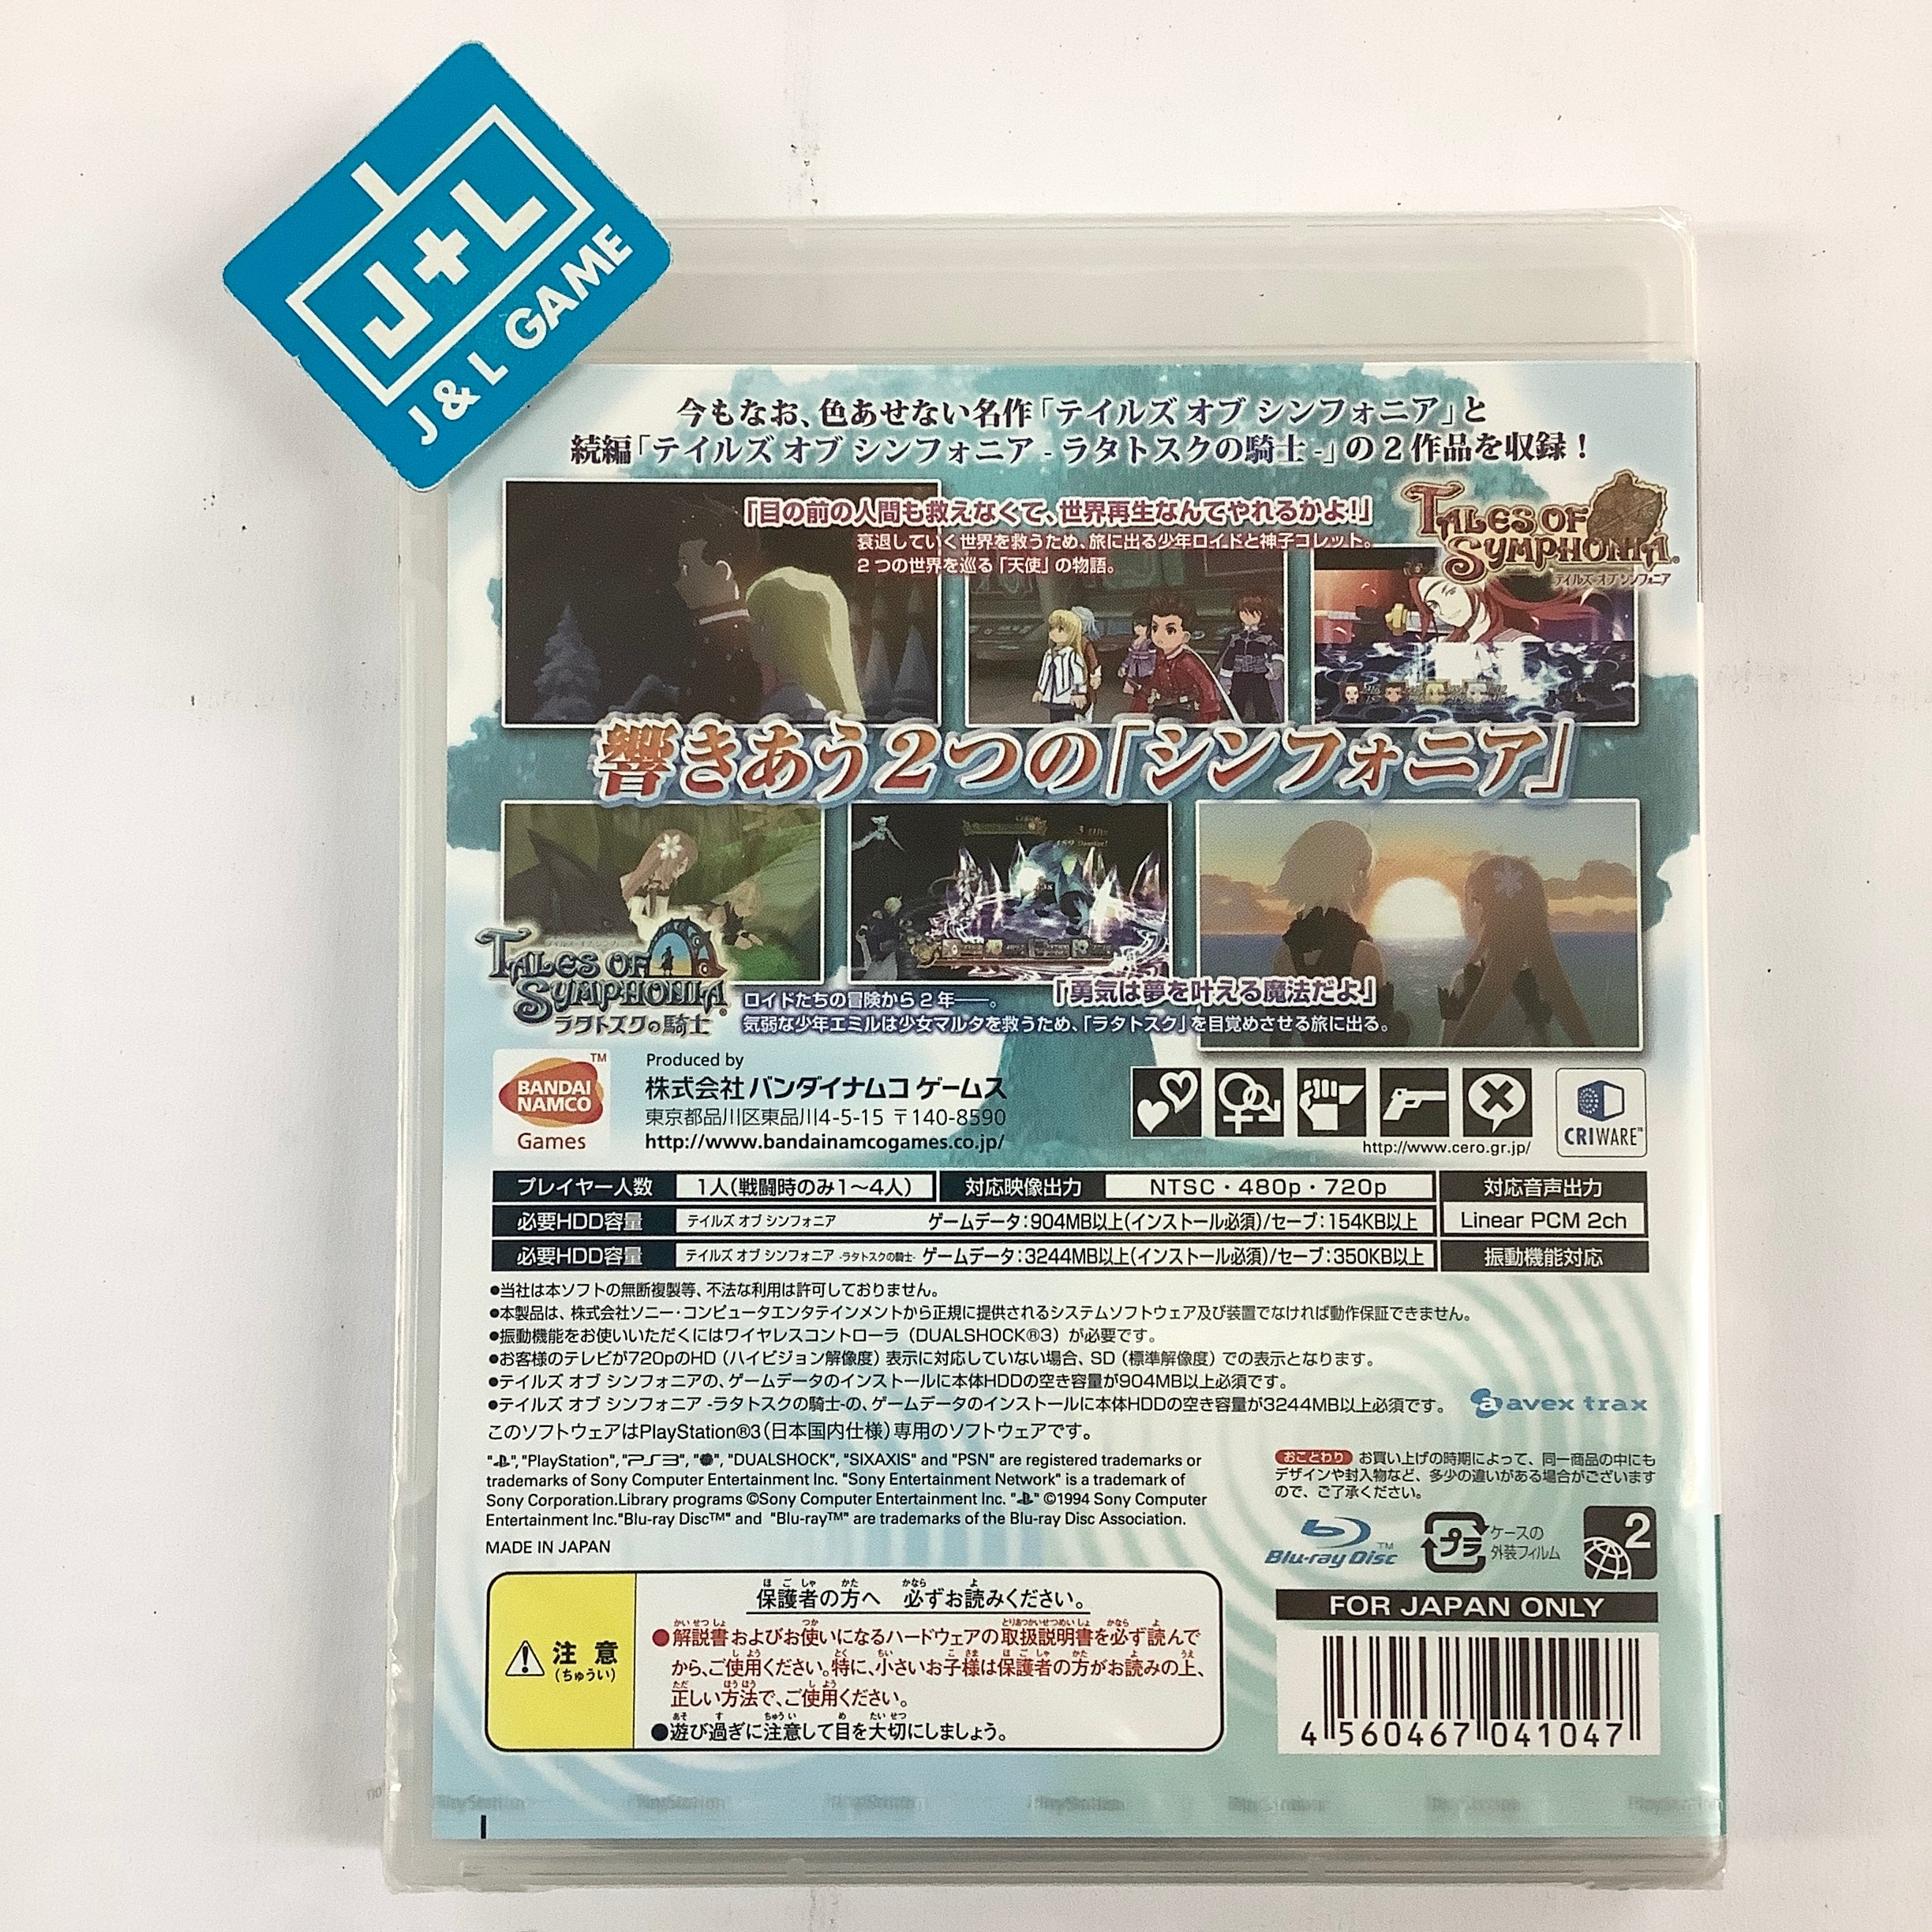 J+L
J & L GAME
今もなお、色あせない名作「テイルズ オブ シンフォニア」と
続編「テイルズ オブ シンフォニア -ラタトスクの騎士-」の2作品を収録！
「目の前の人間も救えなくて、世界再生なんてやれるかよ！」
衰退していく世界を救うため、旅に出る少年ロイドと神子コレット。
2つの世界を巡る「天使」の物語。
TALES OF
SYMPHONIA
テイルズ オブ シンフォニア
響きあう2つの「シンフォニア」
TALES OF
SYMPHONIA
ラタトスクの騎士
「勇気は夢を叶える魔法だよ」
ロイドたちの冒険から2年――。
気弱な少年エミルは少女マルタを救うため、「ラタトスク」を目覚めさせる旅に出る。
BANDAI
NAMCO
Games
TM
Produced by
株式会社 バンダイナムコ ゲームス
東京都品川区東品川4-5-15 〒140-8590
http://www.bandainamcogames.co.jp/
http://www.cero.gr.jp/
CRIWARE™
プレイヤー人数 1人(戦闘時のみ1〜4人) 対応映像出力 NTSC・480p・720p 対応音声出力
必要HDD容量 テイルズ オブ シンフォニア ゲームデータ：904MB以上(インストール必須)/セーブ：154KB以上 Linear PCM 2ch
必要HDD容量 テイルズ オブ シンフォニア -ラタトスクの騎士- ゲームデータ：3244MB以上(インストール必須)/セーブ：350KB以上 振動機能対応
●当社は本ソフトの無断複製等、不法な利用は許可しておりません。
●本製品は、株式会社ソニー・コンピュータエンタテインメントから正規に提供されるシステムソフトウェア及び装置でなければ動作保証できません。
●振動機能をお使いいただくにはワイヤレスコントローラ（DUALSHOCK®3）が必要です。
●お客様のテレビが720pのHD（ハイビジョン解像度）表示に対応していない場合、SD（標準解像度）での表示となります。
●テイルズ オブ シンフォニアの、ゲームデータのインストールに本体HDDの空き容量が904MB以上必須です。
●テイルズ オブ シンフォニア -ラタトスクの騎士-の、ゲームデータのインストールに本体HDDの空き容量が3244MB以上必須です。
avex trax
このソフトウェアはPlayStation®3(日本国内仕様)専用のソフトウェアです。
"", "PlayStation", "PS3", "", "DUALSHOCK", "SIXAXIS" and "PSN" are registered trademarks or
trademarks of Sony Computer Entertainment Inc. "Sony Entertainment Network" is a trademark of
Sony Corporation.Library programs ©Sony Computer Entertainment Inc. "" ©1994 Sony Computer
Entertainment Inc."Blu-ray Disc™" and "Blu-ray™" are trademarks of the Blu-ray Disc Association.
MADE IN JAPAN
おことわり お買い上げの時期によって、同一商品の中にも
デザインや封入物など、多少の違いがある場合がございます
ので、ご了承ください。
Blu-ray Disc™
プラ
ケースの
外装フィルム
2
FOR JAPAN ONLY
4 560467 041047
注意
(ちゅうい)
保護者の方へ 必ずお読みください。
●解説書およびお使いになるハードウェアの取扱説明書を必ず読んで
から、ご使用ください。特に、小さいお子様は保護者の方がお読みの上、
正しい方法で、ご使用ください。
●遊び過ぎに注意して目を大切にしましょう。
PlayStation PlayStation PlayStation PlayStation PlayStation PlayStation PlayStation